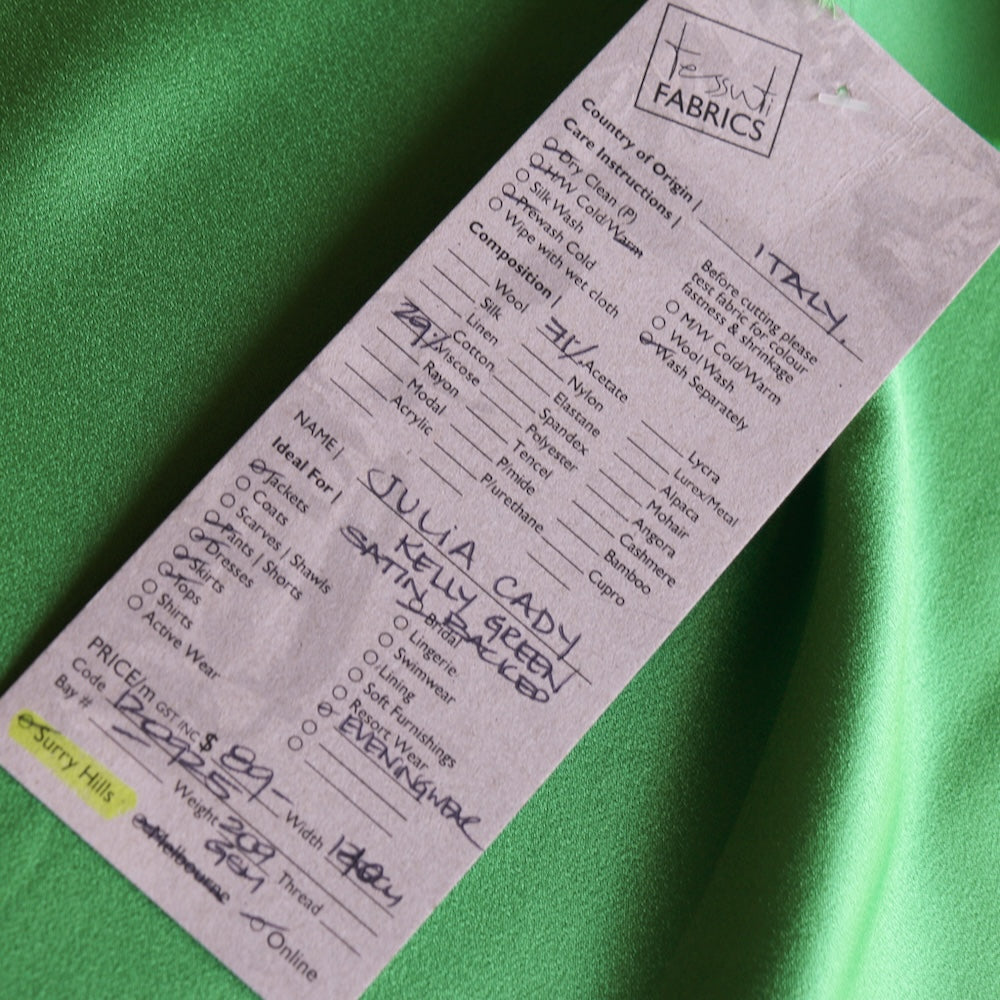 tessuti
FABRICS
Country of Origin | ITALY.
Care Instructions |
Dry Clean (P)
H/W Cold/Warm
Silk Wash
Prewash Cold
Wipe with wet cloth
Before cutting please
test fabric for colour
fastness & shrinkage
M/W Cold/Warm
Wool Wash
Wash Separately
Composition |
Wool
Silk
Linen
Cotton
Viscose
Rayon
Modal
Acrylic
Acetate
Nylon
Elastane
Spandex
Polyester
Tencel
P/mide
P/urethane
Lycra
Lurex/Metal
Alpaca
Mohair
Angora
Cashmere
Bamboo
Cupro
NAME | JULIA CADY
KELLY GREEN
SATIN BACKED
Ideal For |
Jackets
Coats
Scarves | Shawls
Pants | Shorts
Dresses
Skirts
Tops
Shirts
Active Wear
Bridal
Lingerie
Swimwear
Lining
Soft Furnishings
Resort Wear
EVENINGWEAR
PRICE/m GST INC $ 89-
Code 120925
Width
Bay #
Weight 209 GSM
Thread
Surry Hills
Melbourne
Online